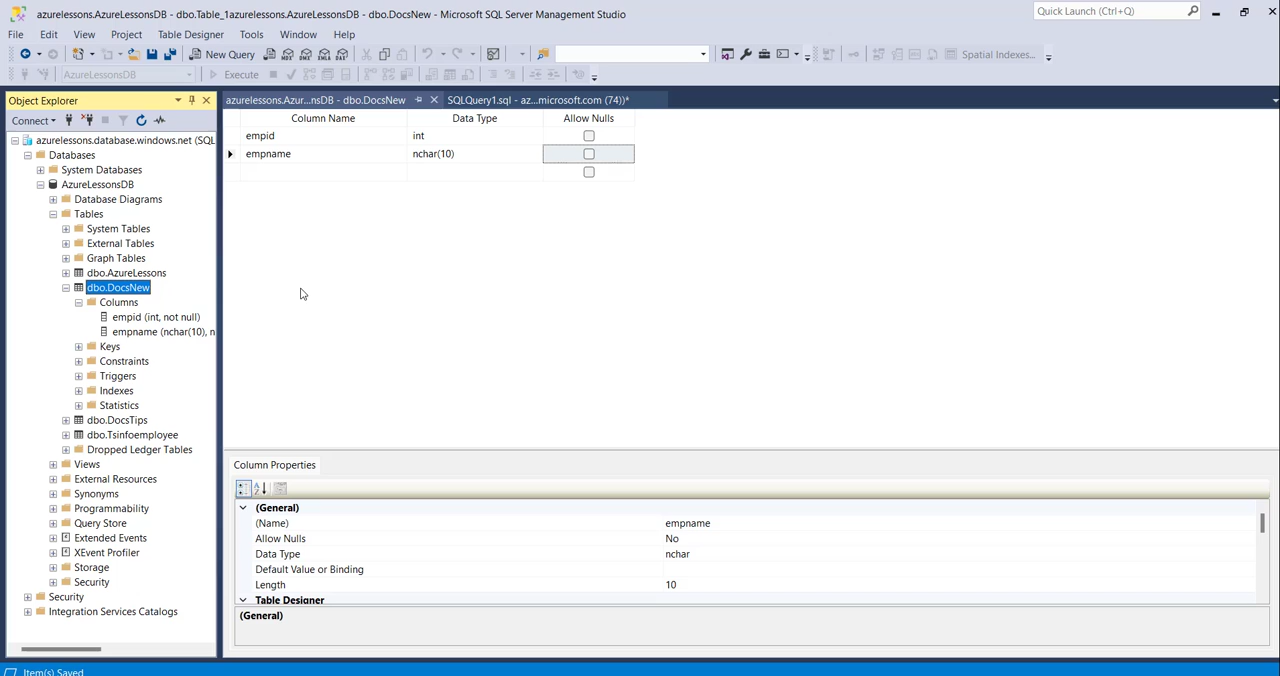 azurelessons.AzureLessonsDB - dbo.Table_1azurelessons.AzureLessonsDB - dbo.DocsNew - Microsoft SQL Server Management Studio
Quick Launch (Ctrl+Q)
File Edit View Project Table Designer Tools Window Help
New Query
MDX DMX XMLA DAX
Spatial Indexes...
AzureLessonsDB
Execute
Object Explorer
azurelessons.Azur...nsDB - dbo.DocsNew
SQLQuery1.sql - az...microsoft.com (74))*
Connect
Column Name Data Type Allow Nulls
empid int
empname nchar(10)
azurelessons.database.windows.net (SQL
Databases
System Databases
AzureLessonsDB
Database Diagrams
Tables
System Tables
External Tables
Graph Tables
dbo.AzureLessons
dbo.DocsNew
Columns
empid (int, not null)
empname (nchar(10), n
Keys
Constraints
Triggers
Indexes
Statistics
dbo.DocsTips
dbo.Tsinfoemployee
Dropped Ledger Tables
Views
External Resources
Synonyms
Programmability
Query Store
Extended Events
XEvent Profiler
Storage
Security
Security
Integration Services Catalogs
Column Properties
(General)
(Name) empname
Allow Nulls No
Data Type nchar
Default Value or Binding
Length 10
Table Designer
(General)
Item(s) Saved